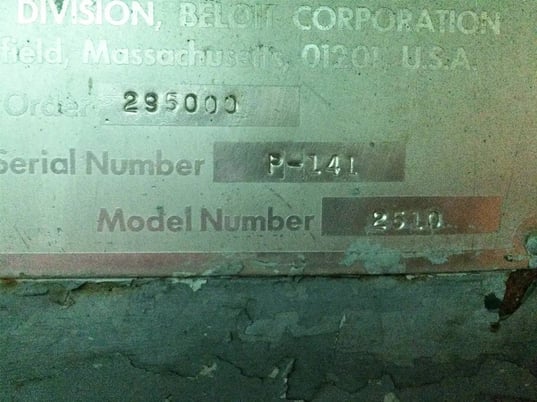 DIVISION, BELOIT CORPORATION
field, Massachusetts, 01201 U.S.A.
Order 295000
Serial Number P-141
Model Number 2510